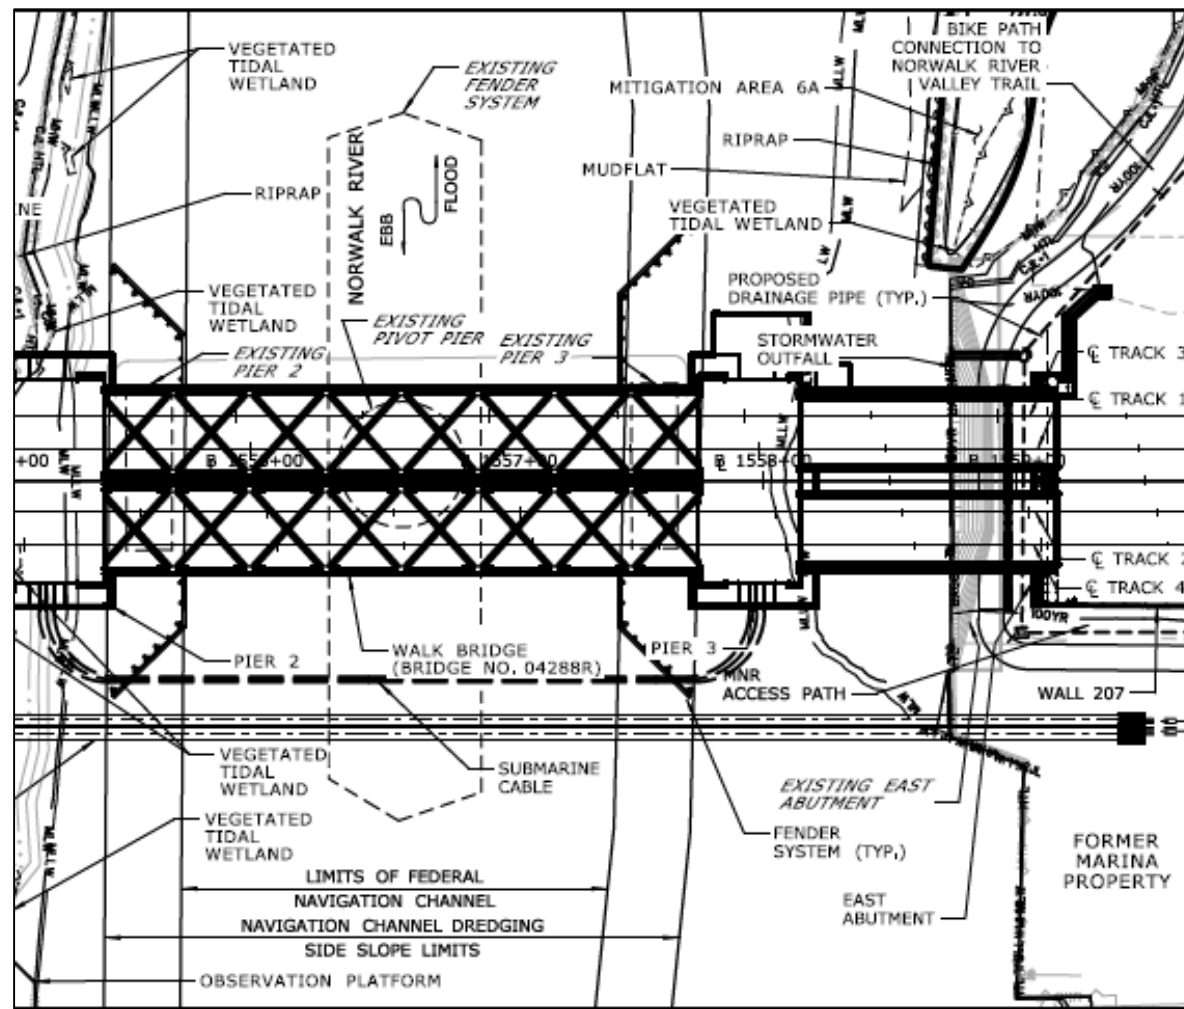 VEGETATED
TIDAL
WETLAND
EXISTING
FENDER
SYSTEM
BIKE PATH
CONNECTION TO
NORWALK RIVER
VALLEY TRAIL
MITIGATION AREA 6A
RIPRAP
MUDFLAT
VEGETATED
TIDAL WETLAND
RIPRAP
NORWALK RIVER
EBB
FLOOD
MLLW
MLW
PROPOSED
DRAINAGE PIPE (TYP.)
VEGETATED
TIDAL
WETLAND
EXISTING
PIVOT PIER
EXISTING
PIER 3
EXISTING
PIER 2
STORMWATER
OUTFALL
100YR
℄ TRACK 3
℄ TRACK 1
+00
1557+00
1558+00
℄ TRACK 2
℄ TRACK 4
100YR
PIER 2
WALK BRIDGE
(BRIDGE NO. 04288R)
PIER 3
MNR
ACCESS PATH
WALL 207
VEGETATED
TIDAL
WETLAND
SUBMARINE
CABLE
EXISTING EAST
ABUTMENT
VEGETATED
TIDAL
WETLAND
FENDER
SYSTEM (TYP.)
FORMER
MARINA
PROPERTY
LIMITS OF FEDERAL
NAVIGATION CHANNEL
NAVIGATION CHANNEL DREDGING
SIDE SLOPE LIMITS
EAST
ABUTMENT
OBSERVATION PLATFORM